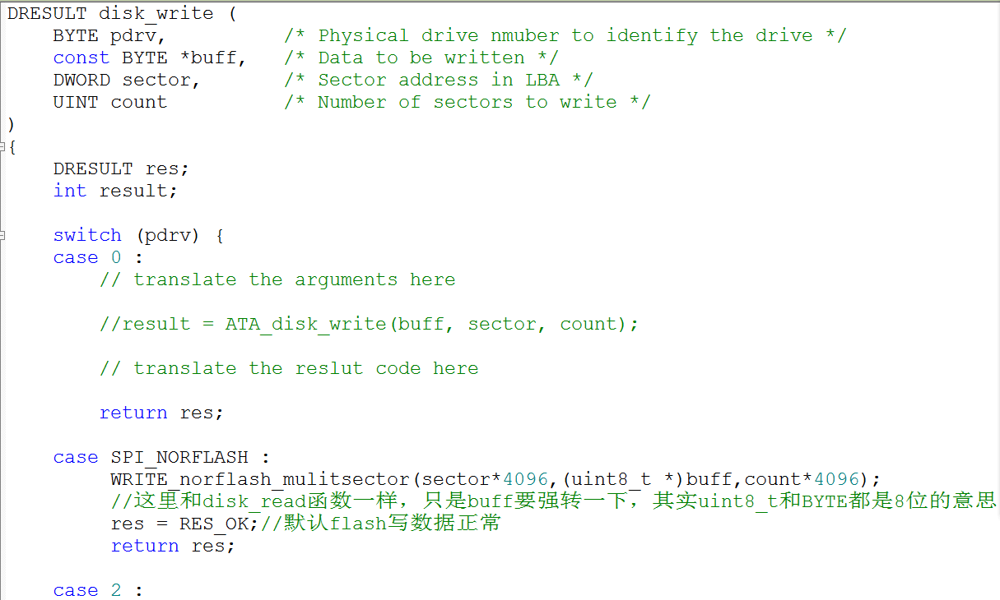 DRESULT disk_write (
    BYTE pdrv,          /* Physical drive nmuber to identify the drive */
    const BYTE *buff,   /* Data to be written */
    DWORD sector,       /* Sector address in LBA */
    UINT count          /* Number of sectors to write */
)
{
    DRESULT res;
    int result;

    switch (pdrv) {
    case 0 :
        // translate the arguments here

        //result = ATA_disk_write(buff, sector, count);

        // translate the reslut code here

        return res;

    case SPI_NORFLASH :
         WRITE_norflash_mulitsector(sector*4096,(uint8_t *)buff,count*4096);
         //这里和disk_read函数一样，只是buff要强转一下，其实uint8_t和BYTE都是8位的意思
         res = RES_OK;//默认flash写数据正常
         return res;

    case 2 :